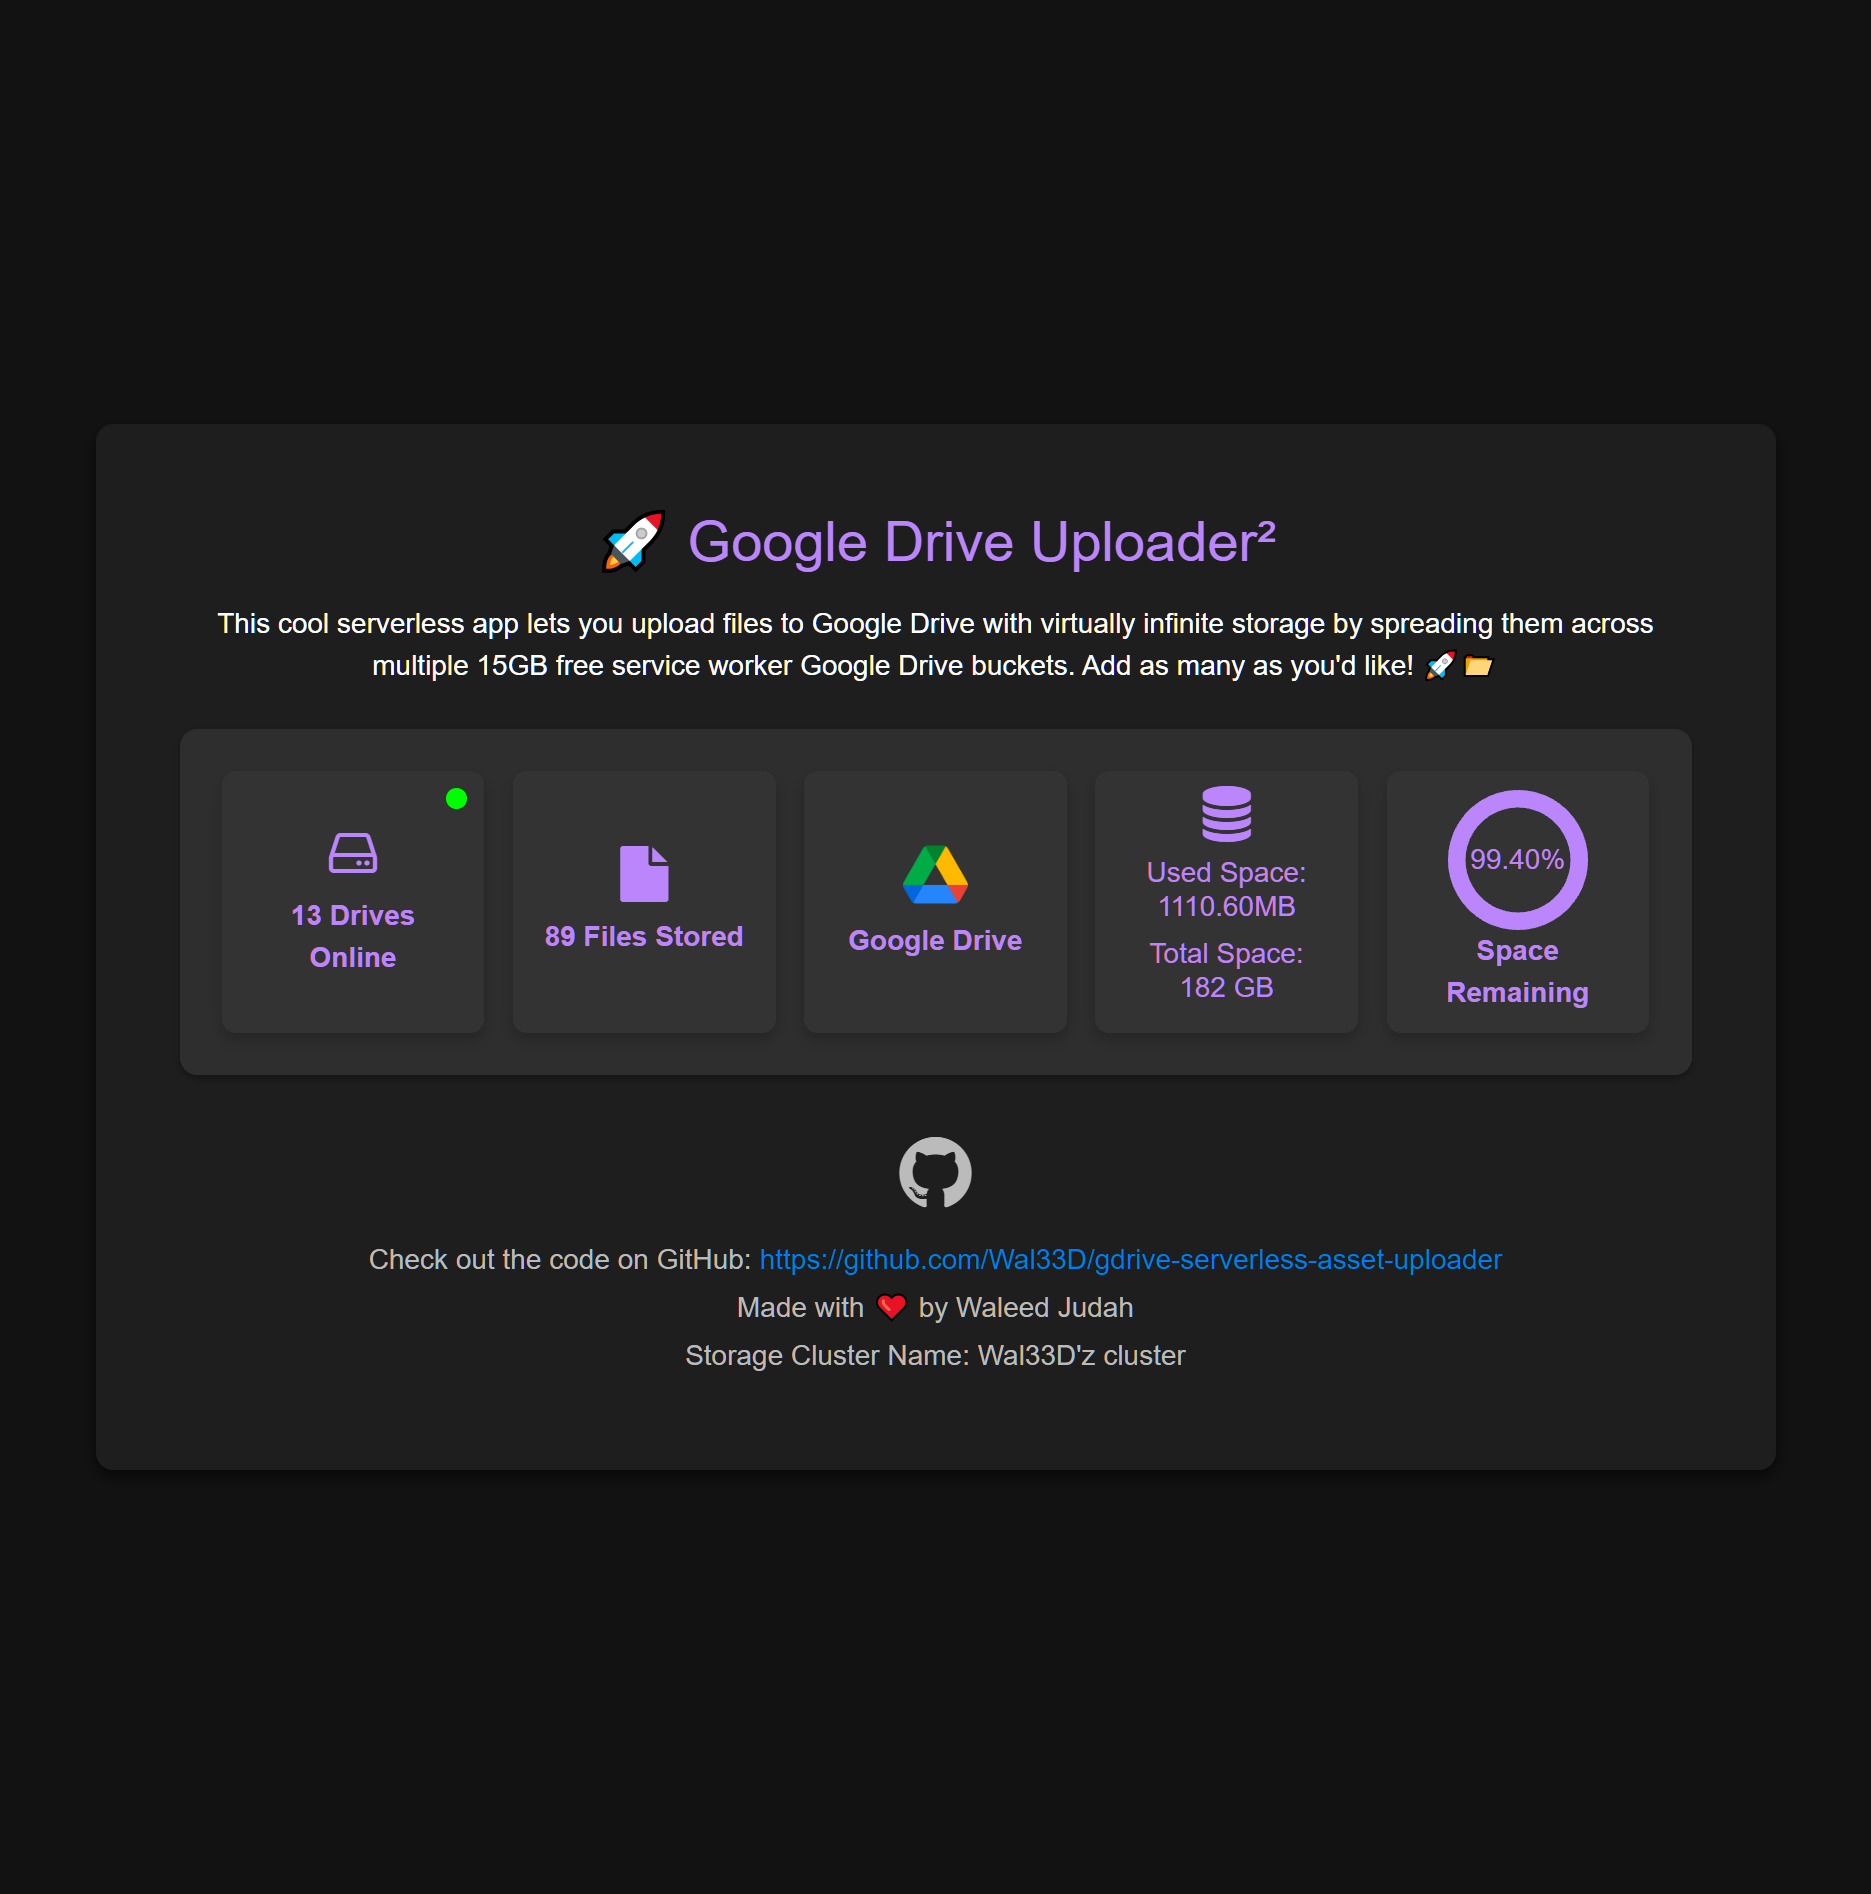 🚀 Google Drive Uploader²
This cool serverless app lets you upload files to Google Drive with virtually infinite storage by spreading them across
multiple 15GB free service worker Google Drive buckets. Add as many as you'd like! 🚀 📂
13 Drives
Online
89 Files Stored
Google Drive
Used Space:
1110.60MB
Total Space:
182 GB
99.40%
Space
Remaining
Check out the code on GitHub: https://github.com/Wal33D/gdrive-serverless-asset-uploader
Made with ❤️ by Waleed Judah
Storage Cluster Name: Wal33D'z cluster